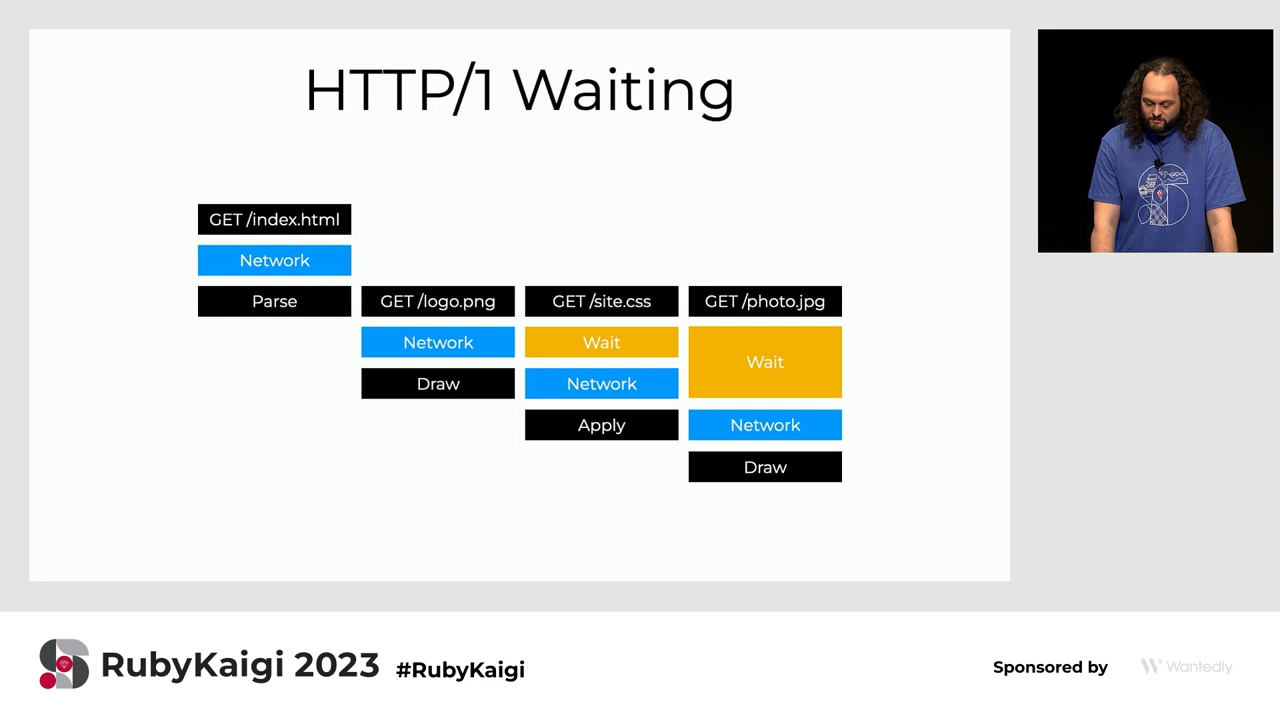 HTTP/1 Waiting
GET /index.html
Network
Parse
GET /logo.png
GET /site.css
GET /photo.jpg
Network
Wait
Wait
Draw
Network
Apply
Network
Draw
RubyKaigi 2023
#RubyKaigi
Sponsored by
Wantedly